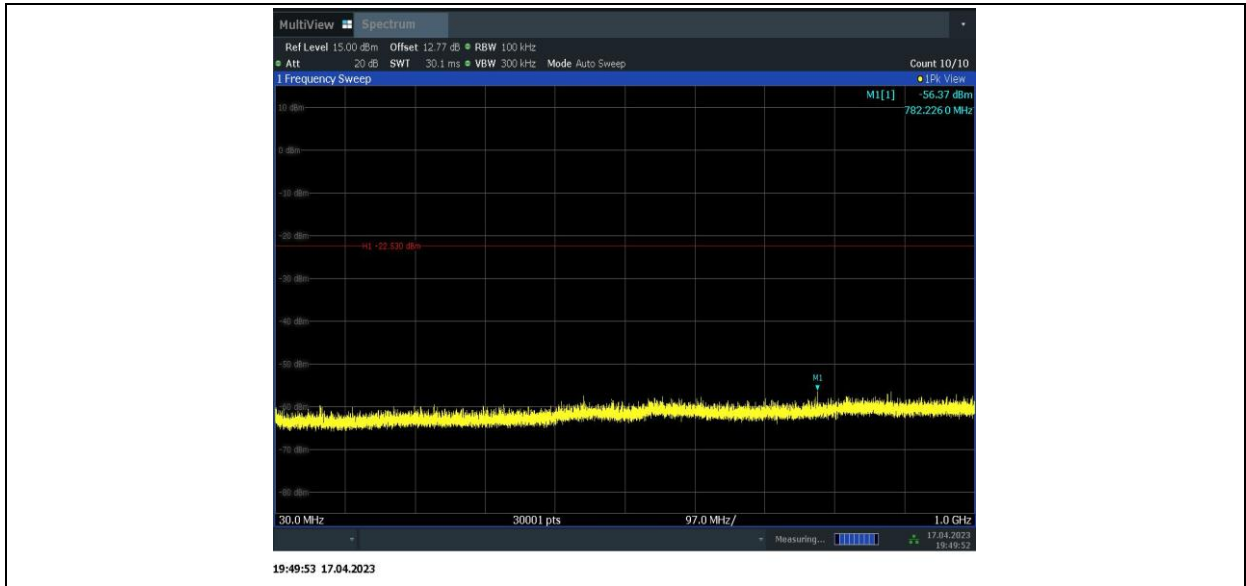 MultiView Spectrum
Ref Level 15.00 dBm Offset 12.77 dB RBW 100 kHz
Att 20 dB SWT 30.1 ms VBW 300 kHz Mode Auto Sweep Count 10/10
1 Frequency Sweep 1Pk View
M1[1] -56.37 dBm
782.2260 MHz
10 dBm
0 dBm
-10 dBm
-20 dBm
H1 -22.530 dBm
-30 dBm
-40 dBm
-50 dBm
M1
-60 dBm
-70 dBm
-80 dBm
30.0 MHz 30001 pts 97.0 MHz/ 1.0 GHz
Measuring... 17.04.2023
19:49:52
19:49:53 17.04.2023